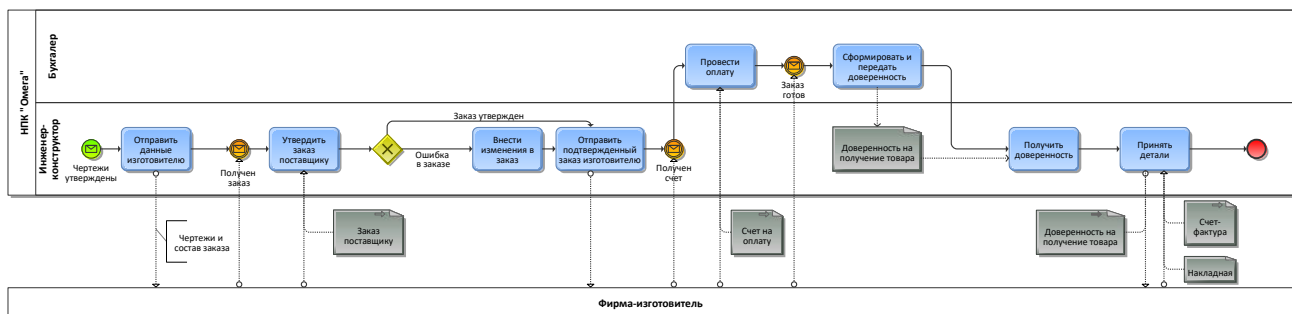 НПК "Омега"
Бухгалер
Провести
оплату
Заказ
готов
Сформировать и
передать
доверенность
Инженер-
конструктор
Чертежи
утверждены
Отправить
данные
изготовителю
Получен
заказ
Утвердить
заказ
поставщику
Заказ утвержден
Ошибка
в заказе
Внести
изменения в
заказ
Отправить
подтвержденный
заказ изготовителю
Получен
счет
Доверенность на
получение товара
Получить
доверенность
Принять
детали
Чертежи и
состав заказа
Заказ
поставщику
Счет на
оплату
Доверенность на
получение товара
Счет-
фактура
Накладная
Фирма-изготовитель